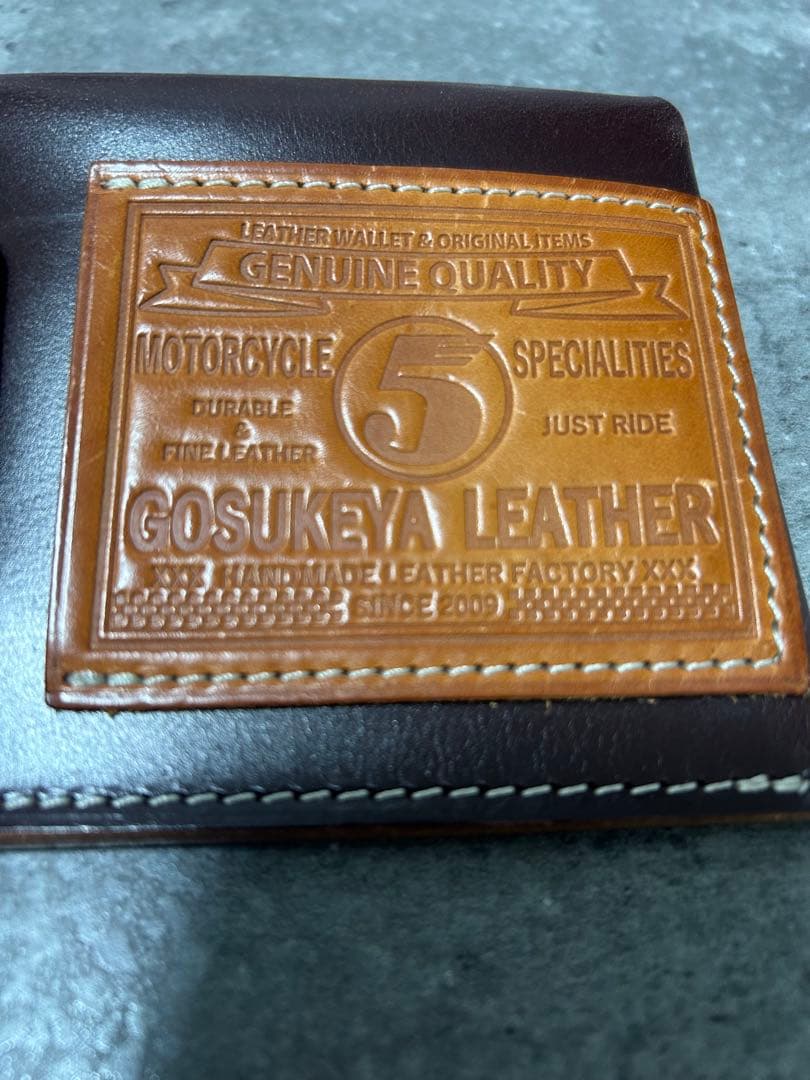 LEATHER WALLET & ORIGINAL ITEMS
GENUINE QUALITY
MOTORCYCLE 5 SPECIALITIES
DURABLE
&
FINE LEATHER
JUST RIDE
GOSUKEYA LEATHER
XXX HANDMADE LEATHER FACTORY XXX
SINCE 2009